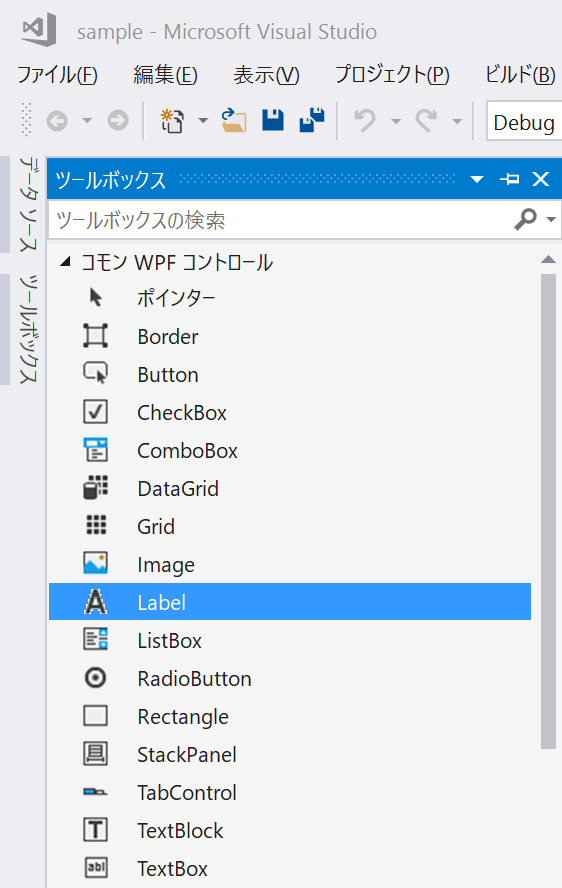 sample - Microsoft Visual Studio
ファイル(F) 編集(E) 表示(V) プロジェクト(P) ビルド(B)
Debug
データ ソース
ツールボックス
ツールボックス
ツールボックスの検索
コモン WPF コントロール
ポインター
Border
Button
CheckBox
ComboBox
DataGrid
Grid
Image
A Label
ListBox
RadioButton
Rectangle
StackPanel
TabControl
T TextBlock
abl TextBox